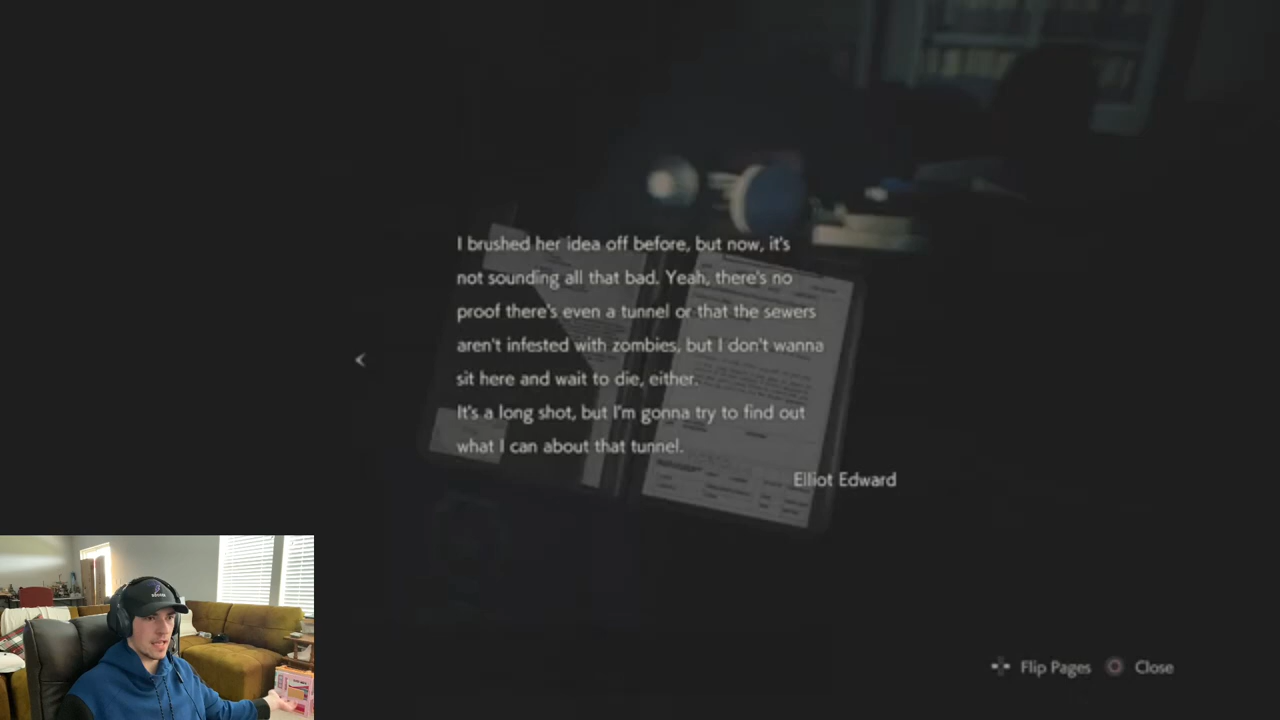 I brushed her idea off before, but now, it's
not sounding all that bad. Yeah, there's no
proof there's even a tunnel or that the sewers
aren't infested with zombies, but I don't wanna
sit here and wait to die, either.
It's a long shot, but I'm gonna try to find out
what I can about that tunnel.
Elliot Edward
Flip Pages
Close